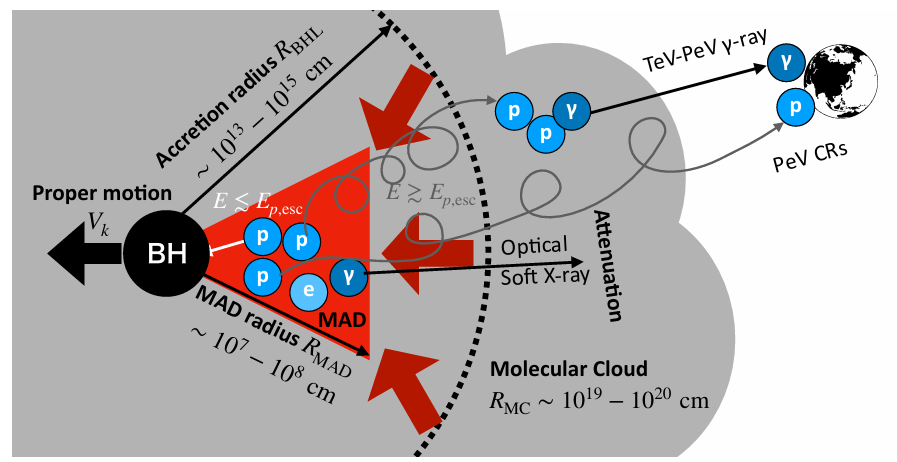 Accretion radius R_BHL
~ 10^13 − 10^15 cm
TeV-PeV γ-ray
γ
p
PeV CRs
p
p
γ
Proper motion
V_k
BH
E ≲ E_p,esc
E ≳ E_p,esc
p
p
p
e
γ
MAD
MAD radius R_MAD
~ 10^7 − 10^8 cm
Optical
Soft X-ray
Attenuation
Molecular Cloud
R_MC ~ 10^19 − 10^20 cm